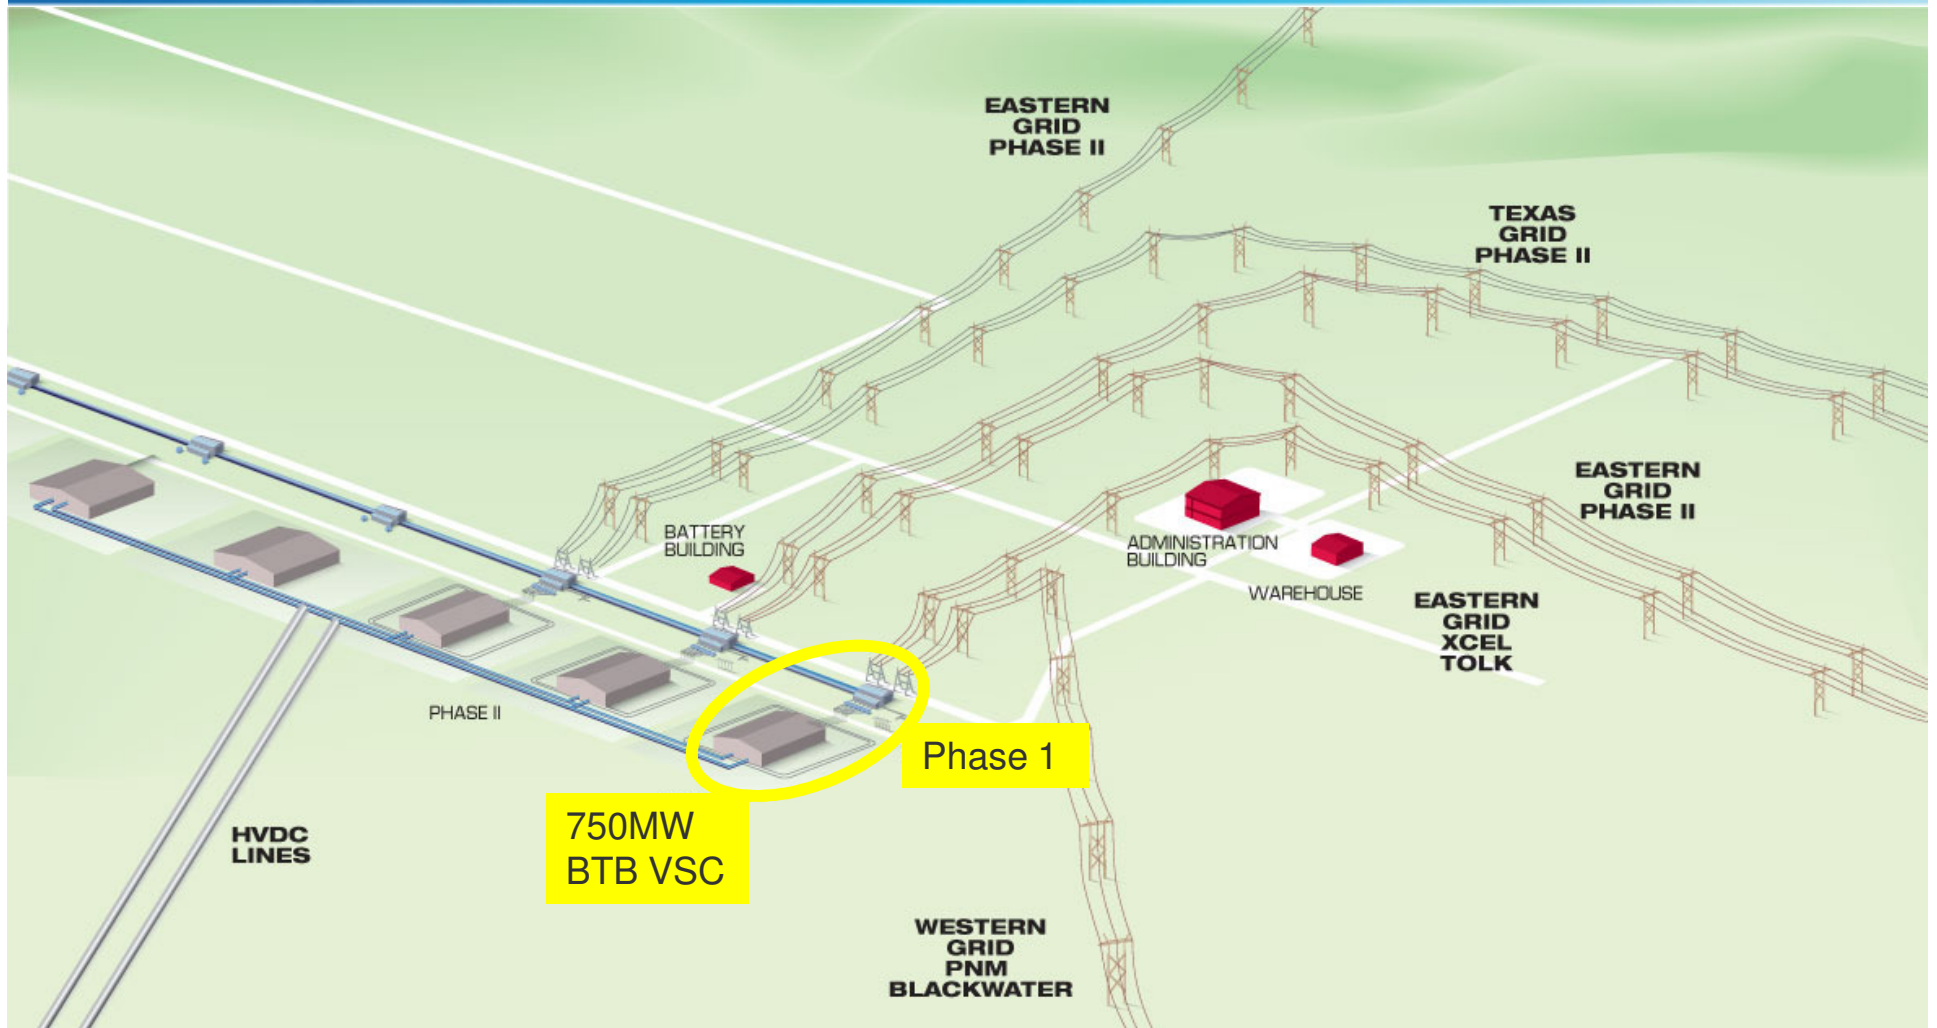 EASTERN
GRID
PHASE II
TEXAS
GRID
PHASE II
EASTERN
GRID
PHASE II
BATTERY
BUILDING
ADMINISTRATION
BUILDING
WAREHOUSE
EASTERN
GRID
XCEL
TOLK
PHASE II
Phase 1
750MW
BTB VSC
HVDC
LINES
WESTERN
GRID
PNM
BLACKWATER